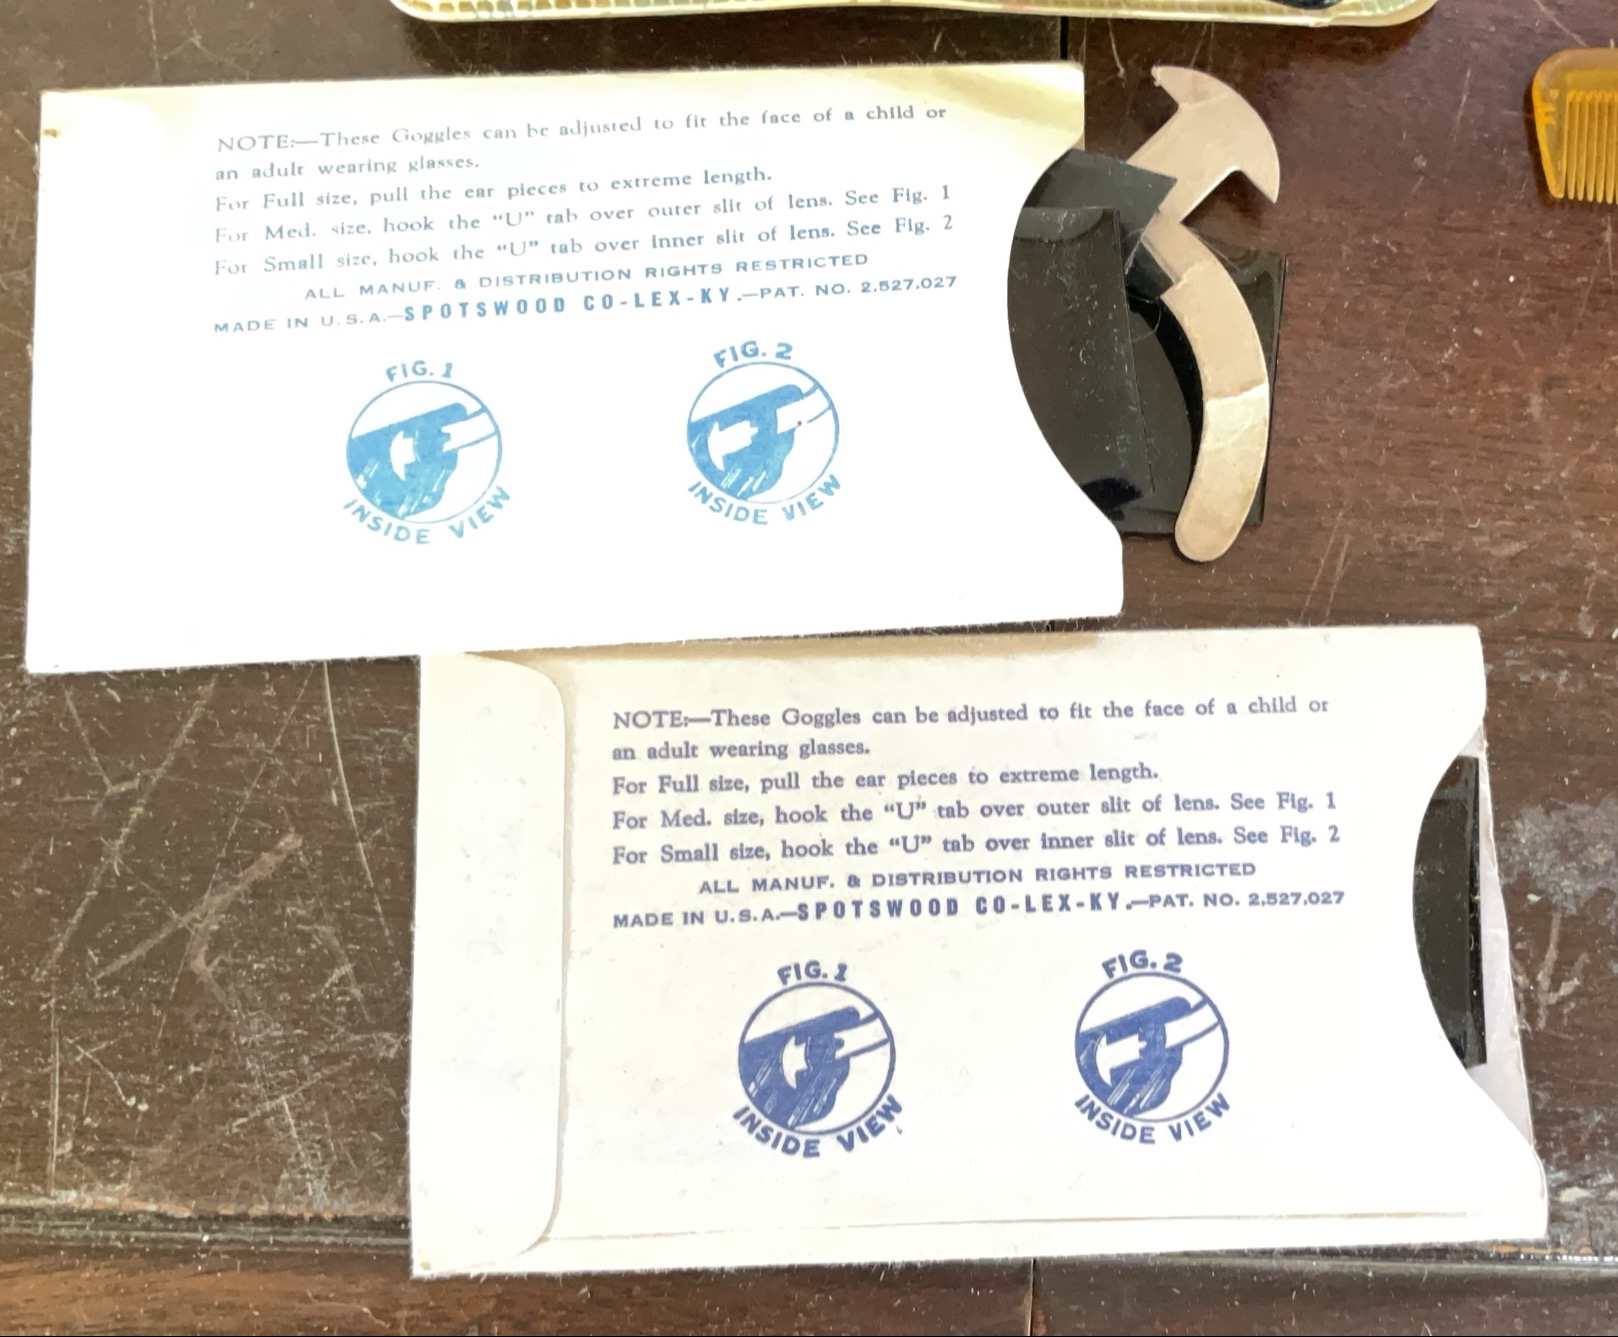 NOTE:—These Goggles can be adjusted to fit the face of a child or
an adult wearing glasses.
For Full size, pull the ear pieces to extreme length.
For Med. size, hook the “U” tab over outer slit of lens. See Fig. 1
For Small size, hook the “U” tab over inner slit of lens. See Fig. 2
ALL MANUF. & DISTRIBUTION RIGHTS RESTRICTED
MADE IN U.S.A.—SPOTSWOOD CO-LEX-KY.—PAT. NO. 2,527,027
FIG. 1
FIG. 2
INSIDE VIEW
INSIDE VIEW
NOTE:—These Goggles can be adjusted to fit the face of a child or
an adult wearing glasses.
For Full size, pull the ear pieces to extreme length.
For Med. size, hook the “U” tab over outer slit of lens. See Fig. 1
For Small size, hook the “U” tab over inner slit of lens. See Fig. 2
ALL MANUF. & DISTRIBUTION RIGHTS RESTRICTED
MADE IN U.S.A.—SPOTSWOOD CO-LEX-KY.—PAT. NO. 2,527,027
FIG. 1
FIG. 2
INSIDE VIEW
INSIDE VIEW